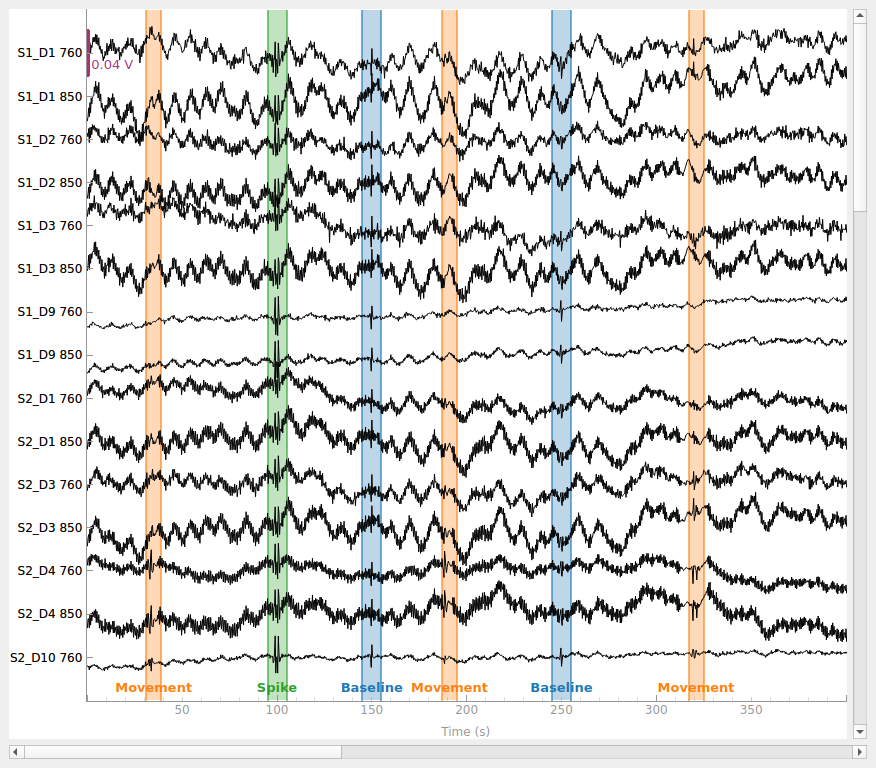 S1_D1 760
0.04 V
S1_D1 850
S1_D2 760
S1_D2 850
S1_D3 760
S1_D3 850
S1_D9 760
S1_D9 850
S2_D1 760
S2_D1 850
S2_D3 760
S2_D3 850
S2_D4 760
S2_D4 850
S2_D10 760
Movement Spike Baseline Movement Baseline Movement
50 100 150 200 250 300 350
Time (s)